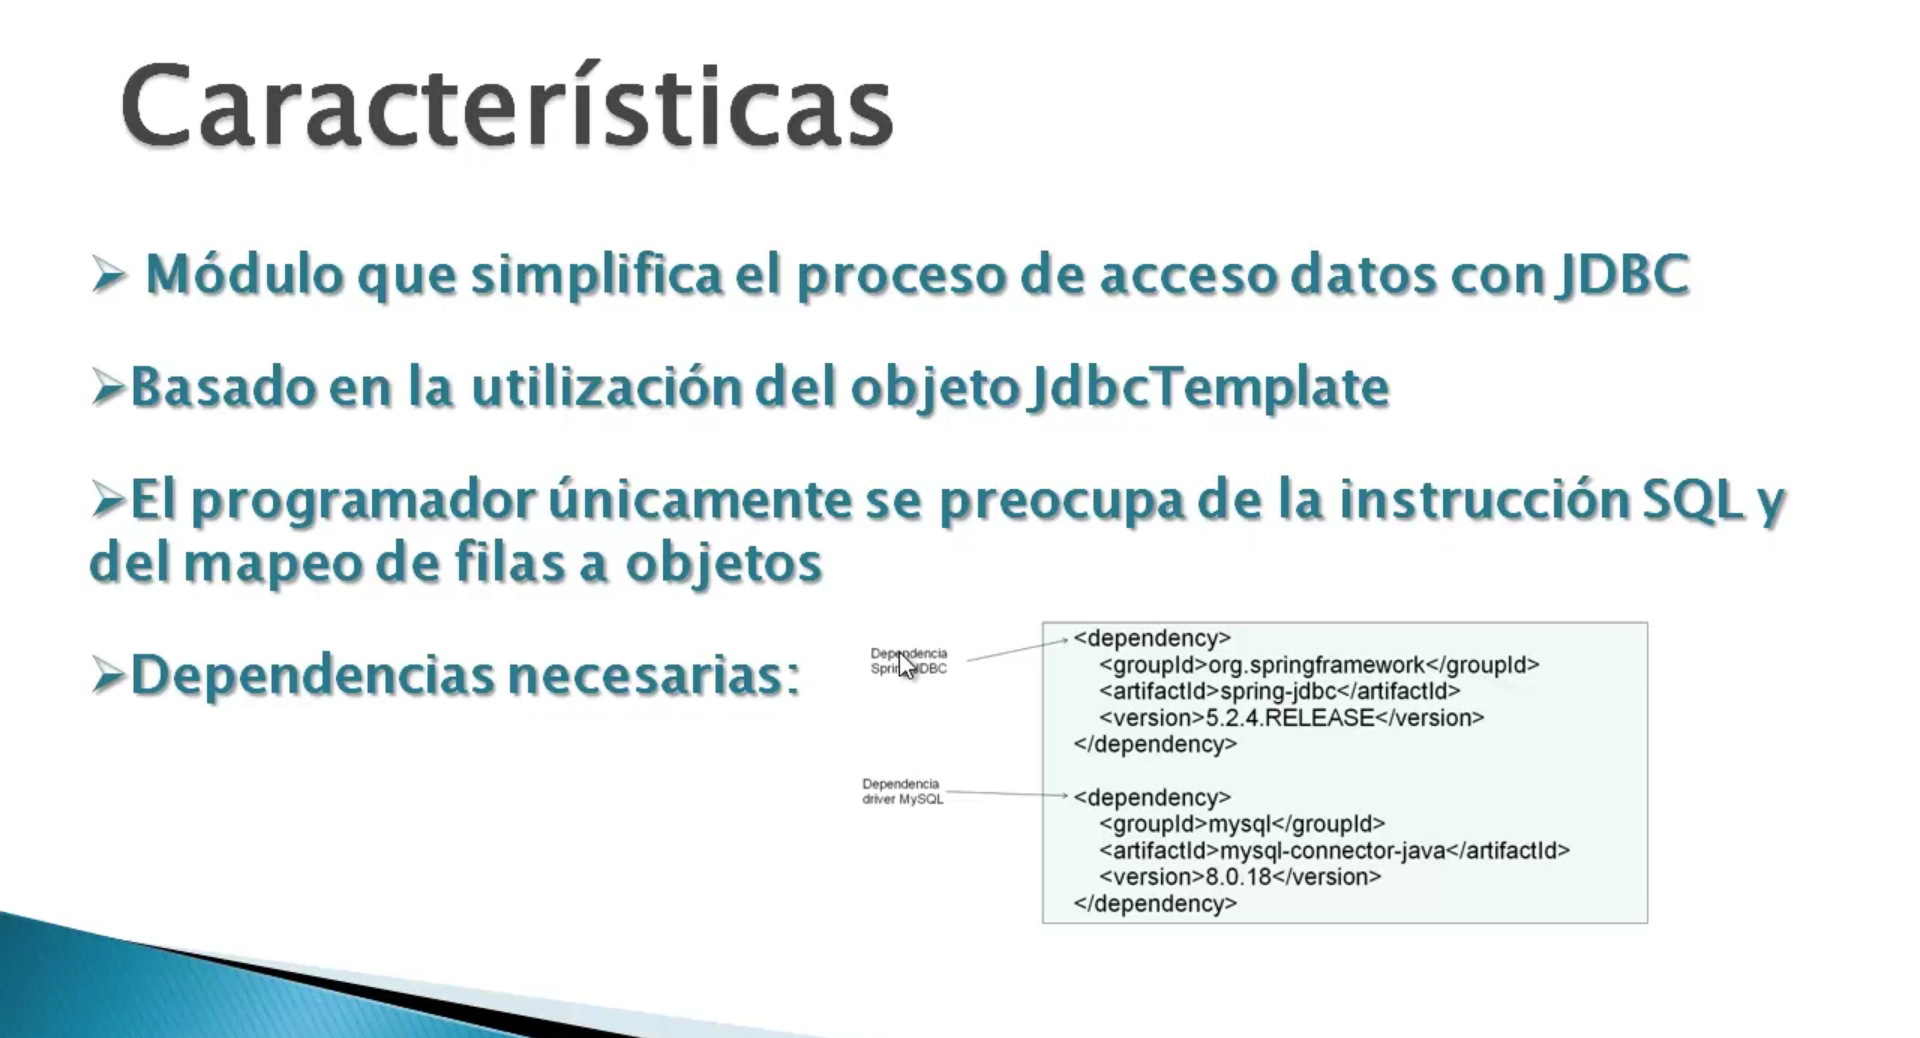 Características
➢ Módulo que simplifica el proceso de acceso datos con JDBC
➢Basado en la utilización del objeto JdbcTemplate
➢El programador únicamente se preocupa de la instrucción SQL y
del mapeo de filas a objetos
➢Dependencias necesarias:
Dependencia
Spring JDBC
<dependency>
<groupId>org.springframework</groupId>
<artifactId>spring-jdbc</artifactId>
<version>5.2.4.RELEASE</version>
</dependency>
Dependencia
driver MySQL
<dependency>
<groupId>mysql</groupId>
<artifactId>mysql-connector-java</artifactId>
<version>8.0.18</version>
</dependency>